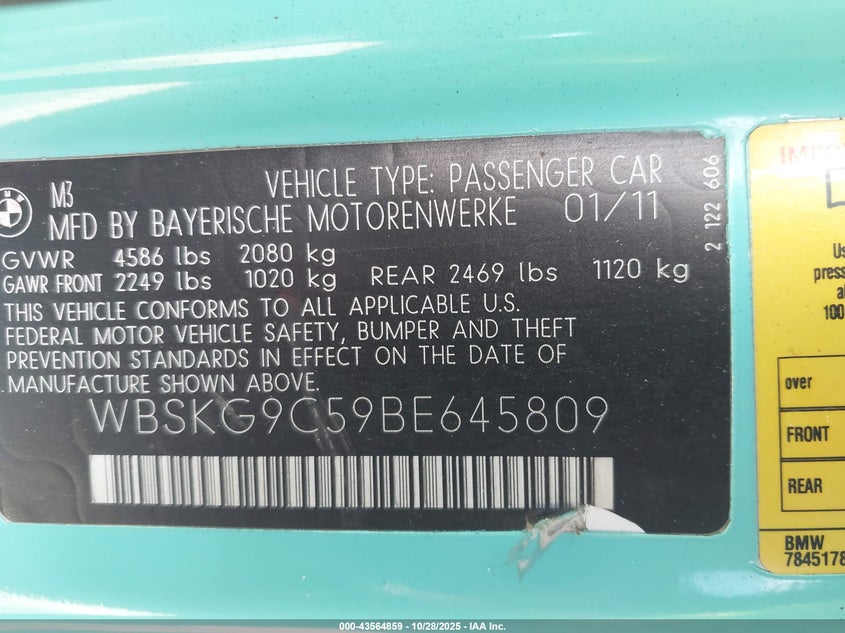 M3
VEHICLE TYPE: PASSENGER CAR
MFD BY BAYERISCHE MOTORENWERKE 01/11
GVWR 4586 lbs 2080 kg
GAWR FRONT 2249 lbs 1020 kg REAR 2469 lbs 1120 kg
THIS VEHICLE CONFORMS TO ALL APPLICABLE U.S.
FEDERAL MOTOR VEHICLE SAFETY, BUMPER AND THEFT
PREVENTION STANDARDS IN EFFECT ON THE DATE OF
MANUFACTURE SHOWN ABOVE.
WBSKG9C59BE645809
2 122 606
press
100
over
FRONT
REAR
BMW
7845178
000-43564859 | 10/28/2025 | IAA Inc.